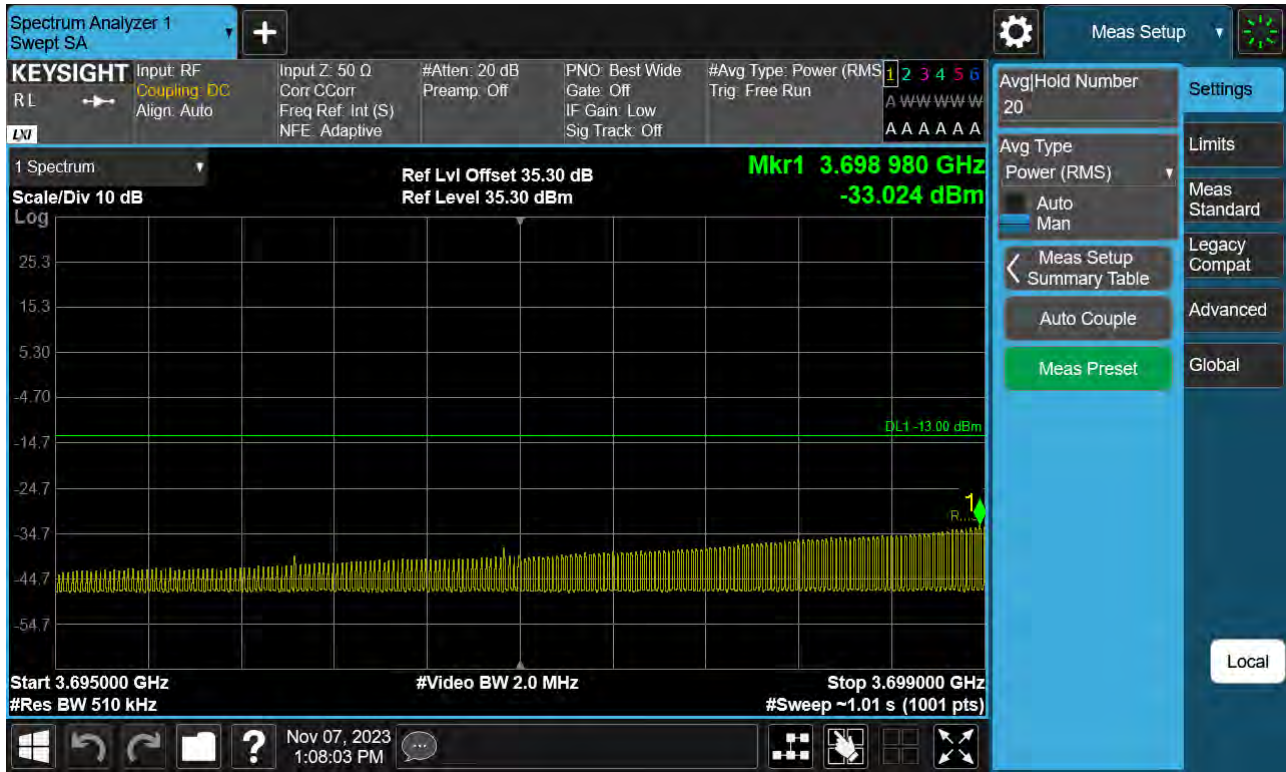 Spectrum Analyzer 1
Swept SA
+
Meas Setup
KEYSIGHT
RL
LXI
Input: RF
Coupling: DC
Align: Auto
Input Z: 50 Ω
Corr CCorr
Freq Ref: Int (S)
NFE: Adaptive
#Atten: 20 dB
Preamp: Off
PNO: Best Wide
Gate: Off
IF Gain: Low
Sig Track: Off
#Avg Type: Power (RMS
Trig: Free Run
1 2 3 4 5 6
A W W W W W
A A A A A A
1 Spectrum
Scale/Div 10 dB
Ref Lvl Offset 35.30 dB
Ref Level 35.30 dBm
Mkr1 3.698 980 GHz
-33.024 dBm
Log
25.3
15.3
5.30
-4.70
-14.7
-24.7
-34.7
-44.7
-54.7
DL1 -13.00 dBm
1
Start 3.695000 GHz
#Res BW 510 kHz
#Video BW 2.0 MHz
Stop 3.699000 GHz
#Sweep ~1.01 s (1001 pts)
Avg|Hold Number
20
Avg Type
Power (RMS)
Auto
Man
Meas Setup
Summary Table
Auto Couple
Meas Preset
Settings
Limits
Meas
Standard
Legacy
Compat
Advanced
Global
Local
?
Nov 07, 2023
1:08:03 PM